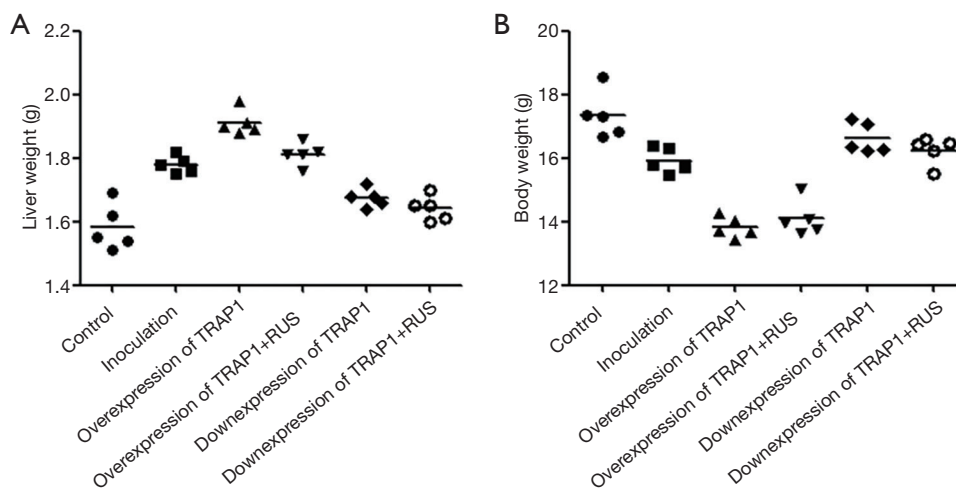 A
Liver weight (g)
2.2
2.0
1.8
1.6
1.4
Control
Inoculation
Overexpression of TRAP1
Overexpression of TRAP1+RUS
Downexpression of TRAP1
Downexpression of TRAP1+RUS
B
Body weight (g)
20
18
16
14
12
Control
Inoculation
Overexpression of TRAP1
Overexpression of TRAP1+RUS
Downexpression of TRAP1
Downexpression of TRAP1+RUS